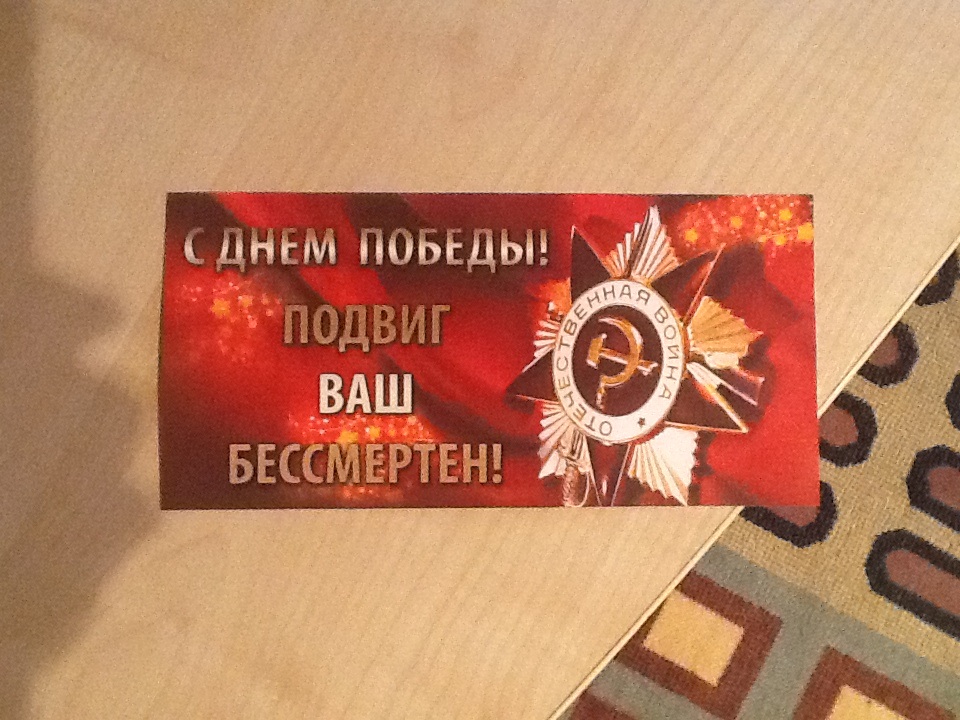 С ДНЕМ ПОБЕДЫ!
ПОДВИГ
ВАШ
БЕССМЕРТЕН!
ОТЕЧЕСТВЕННАЯ ВОЙНА